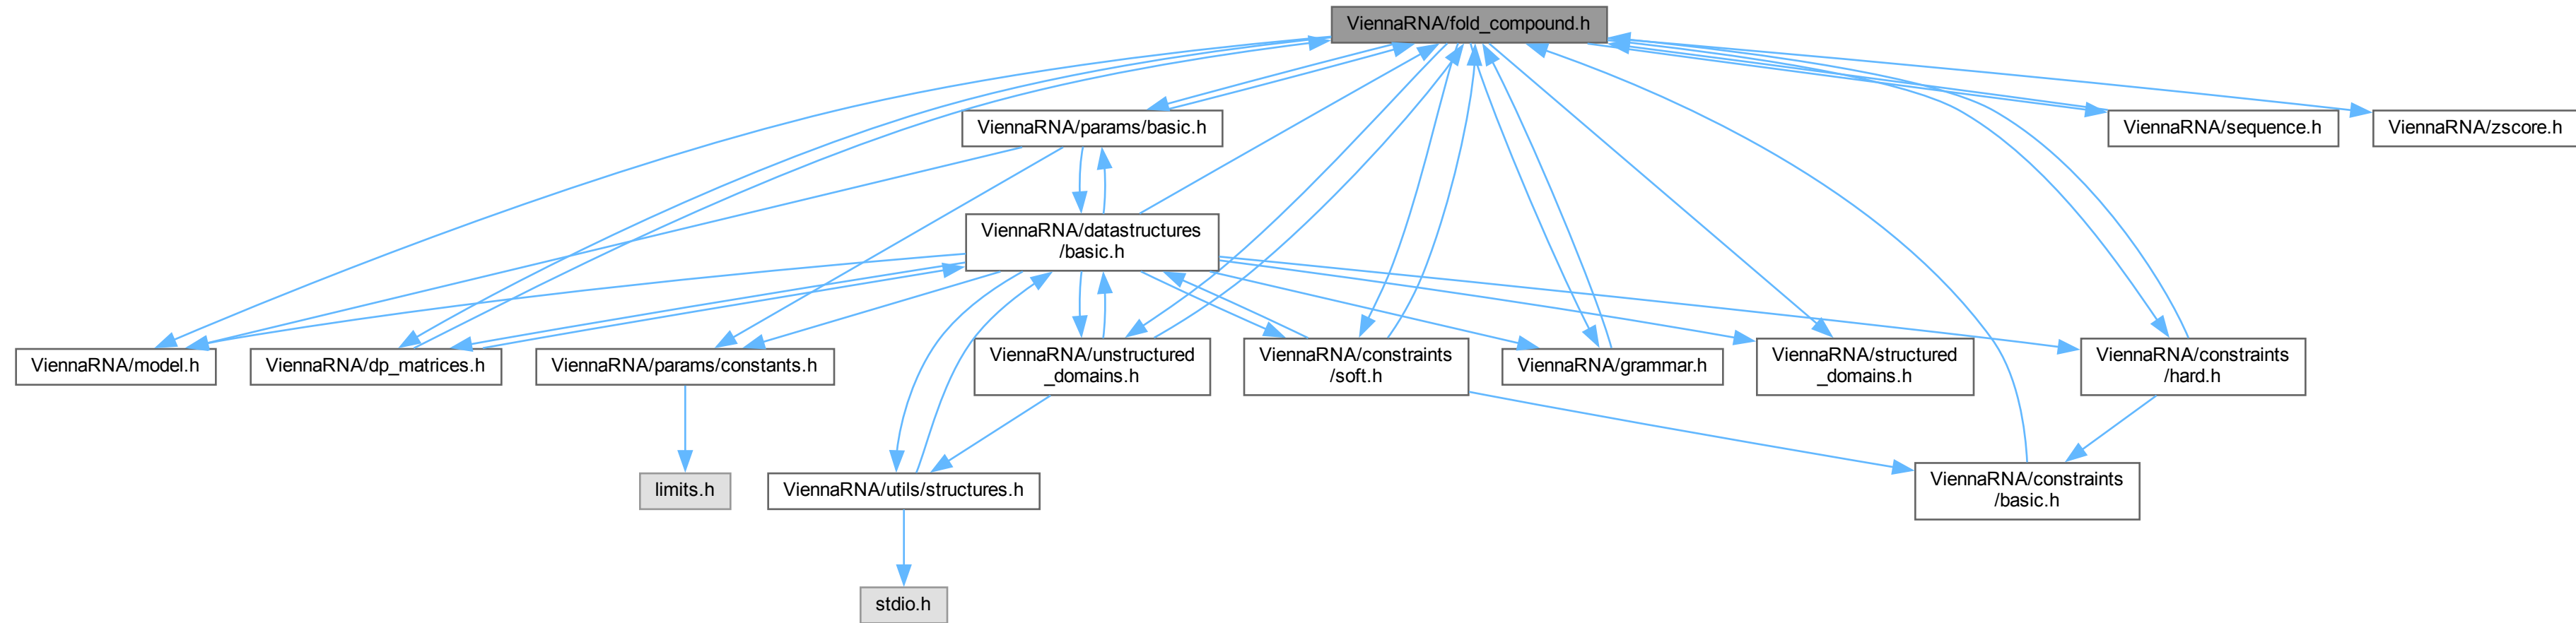 ViennaRNA/fold_compound.h
ViennaRNA/params/basic.h
ViennaRNA/sequence.h
ViennaRNA/zscore.h
ViennaRNA/datastructures
/basic.h
ViennaRNA/model.h
ViennaRNA/dp_matrices.h
ViennaRNA/params/constants.h
ViennaRNA/unstructured
_domains.h
ViennaRNA/constraints
/soft.h
ViennaRNA/grammar.h
ViennaRNA/structured
_domains.h
ViennaRNA/constraints
/hard.h
limits.h
ViennaRNA/utils/structures.h
ViennaRNA/constraints
/basic.h
stdio.h